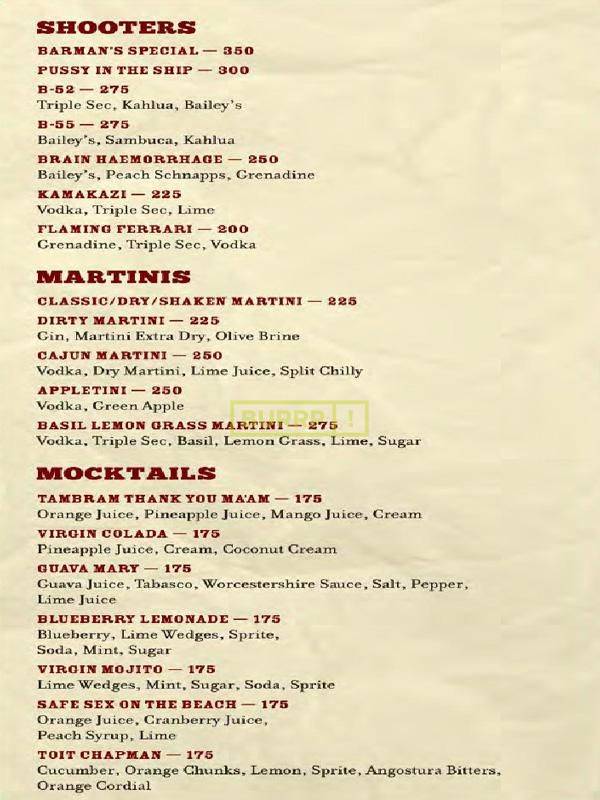 SHOOTERS
BARMAN'S SPECIAL — 350
PUSSY IN THE SHIP — 300
B-52 — 275
Triple Sec, Kahlua, Bailey's
B-55 — 275
Bailey's, Sambuca, Kahlua
BRAIN HAEMORRHAGE — 250
Bailey's, Peach Schnapps, Grenadine
KAMAKAZI — 225
Vodka, Triple Sec, Lime
FLAMING FERRARI — 200
Grenadine, Triple Sec, Vodka
MARTINIS
CLASSIC/DRY/SHAKEN MARTINI — 225
DIRTY MARTINI — 225
Gin, Martini Extra Dry, Olive Brine
CAJUN MARTINI — 250
Vodka, Dry Martini, Lime Juice, Split Chilly
APPLETINI — 250
Vodka, Green Apple
BURRP!
BASIL LEMON GRASS MARTINI — 275
Vodka, Triple Sec, Basil, Lemon Grass, Lime, Sugar
MOCKTAILS
TAMBRAM THANK YOU MA'AM — 175
Orange Juice, Pineapple Juice, Mango Juice, Cream
VIRGIN COLADA — 175
Pineapple Juice, Cream, Coconut Cream
GUAVA MARY — 175
Guava Juice, Tabasco, Worcestershire Sauce, Salt, Pepper,
Lime Juice
BLUEBERRY LEMONADE — 175
Blueberry, Lime Wedges, Sprite,
Soda, Mint, Sugar
VIRGIN MOJITO — 175
Lime Wedges, Mint, Sugar, Soda, Sprite
SAFE SEX ON THE BEACH — 175
Orange Juice, Cranberry Juice,
Peach Syrup, Lime
TOIT CHAPMAN — 175
Cucumber, Orange Chunks, Lemon, Sprite, Angostura Bitters,
Orange Cordial